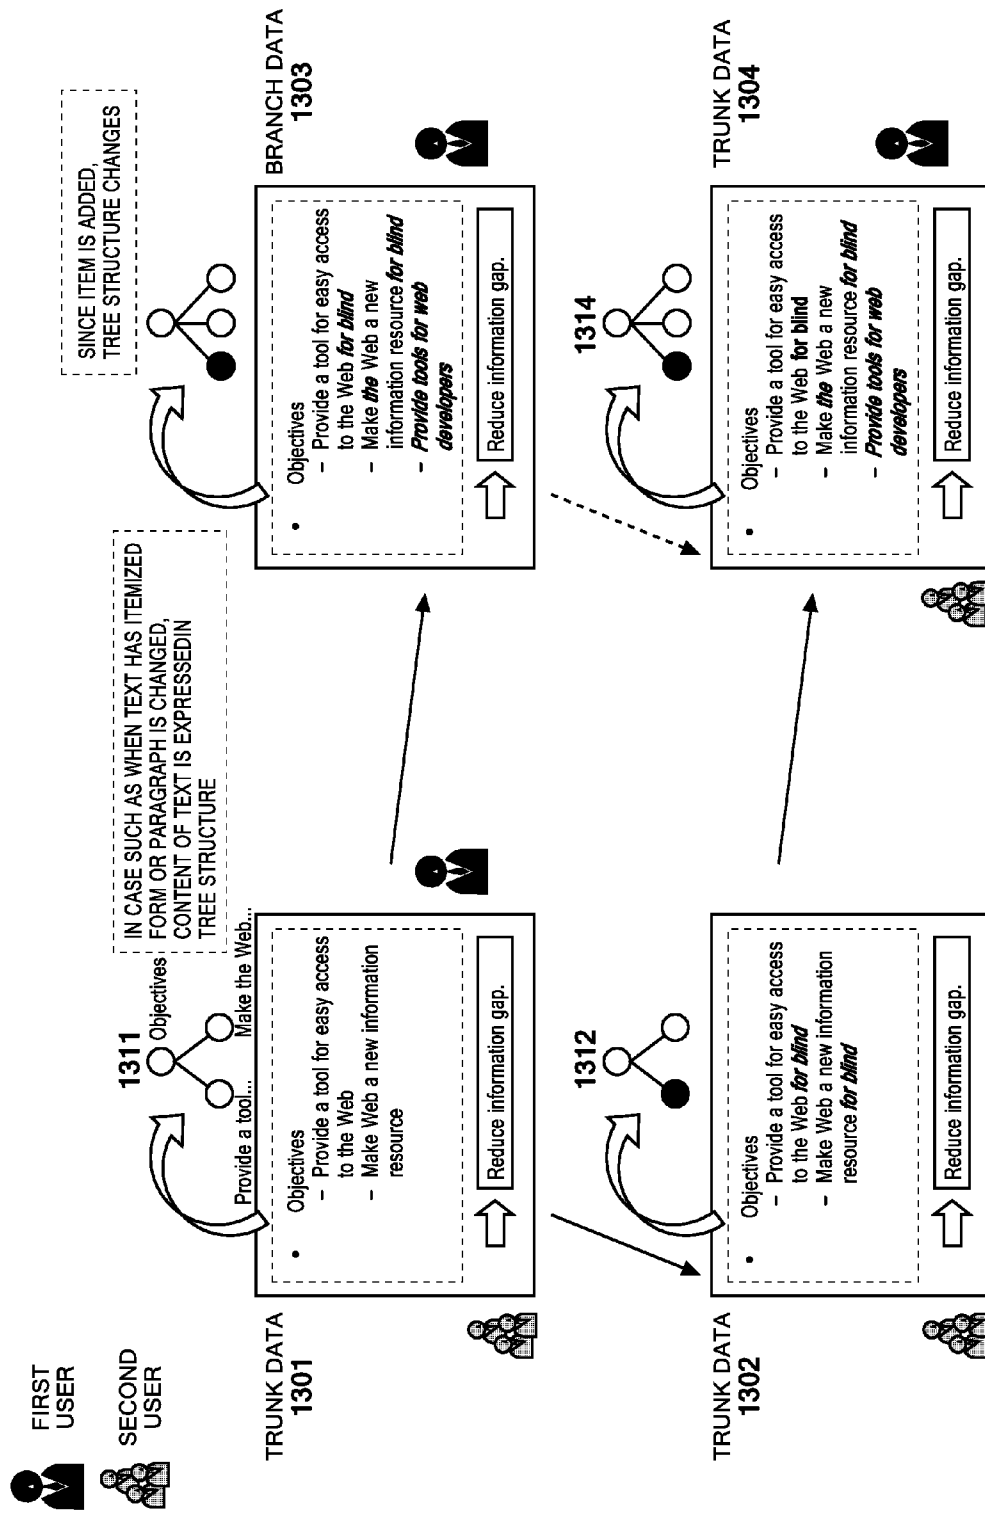 FIRST
USER
SECOND
USER
TRUNK DATA
1301
1311
Objectives
Provide a tool...
Make the Web...
IN CASE SUCH AS WHEN TEXT HAS ITEMIZED
FORM OR PARAGRAPH IS CHANGED,
CONTENT OF TEXT IS EXPRESSEDIN
TREE STRUCTURE
• Objectives
– Provide a tool for easy access
to the Web
– Make Web a new information
resource
Reduce information gap.
SINCE ITEM IS ADDED,
TREE STRUCTURE CHANGES
BRANCH DATA
1303
• Objectives
– Provide a tool for easy access
to the Web for blind
– Make the Web a new
information resource for blind
– Provide tools for web
developers
Reduce information gap.
TRUNK DATA
1302
1312
• Objectives
– Provide a tool for easy access
to the Web for blind
– Make Web a new information
resource for blind
Reduce information gap.
TRUNK DATA
1304
1314
• Objectives
– Provide a tool for easy access
to the Web for blind
– Make the Web a new
information resource for blind
– Provide tools for web
developers
Reduce information gap.